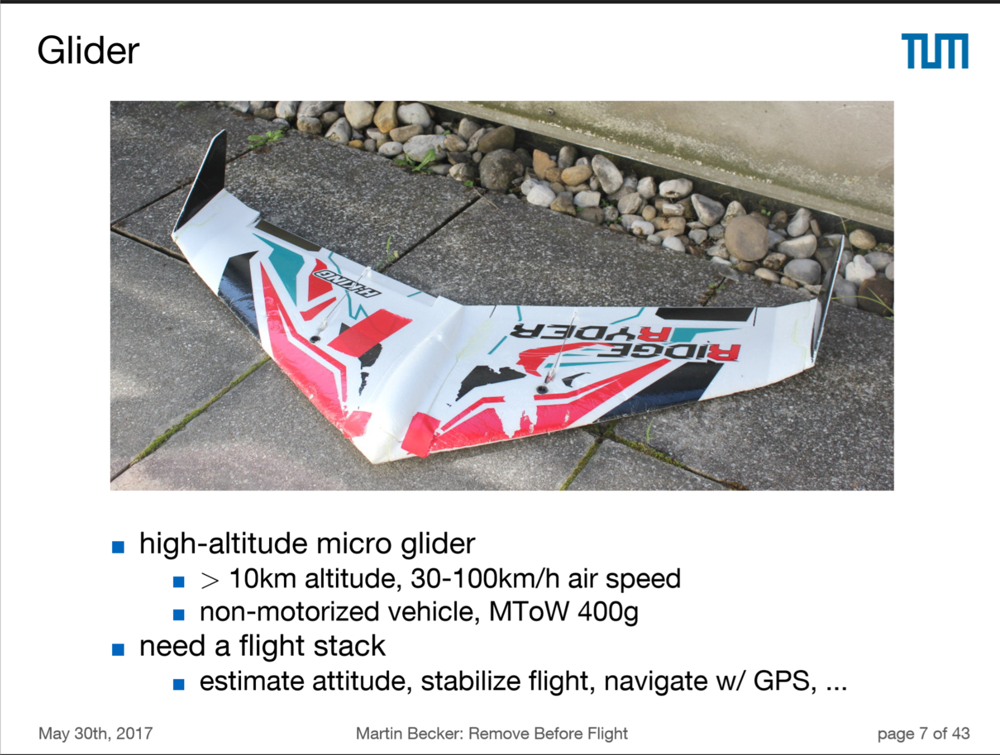 Glider
TUM
H-KING
RIDGE
RYDER
■ high-altitude micro glider
■ > 10km altitude, 30-100km/h air speed
■ non-motorized vehicle, MToW 400g
■ need a flight stack
■ estimate attitude, stabilize flight, navigate w/ GPS, ...
May 30th, 2017
Martin Becker: Remove Before Flight
page 7 of 43